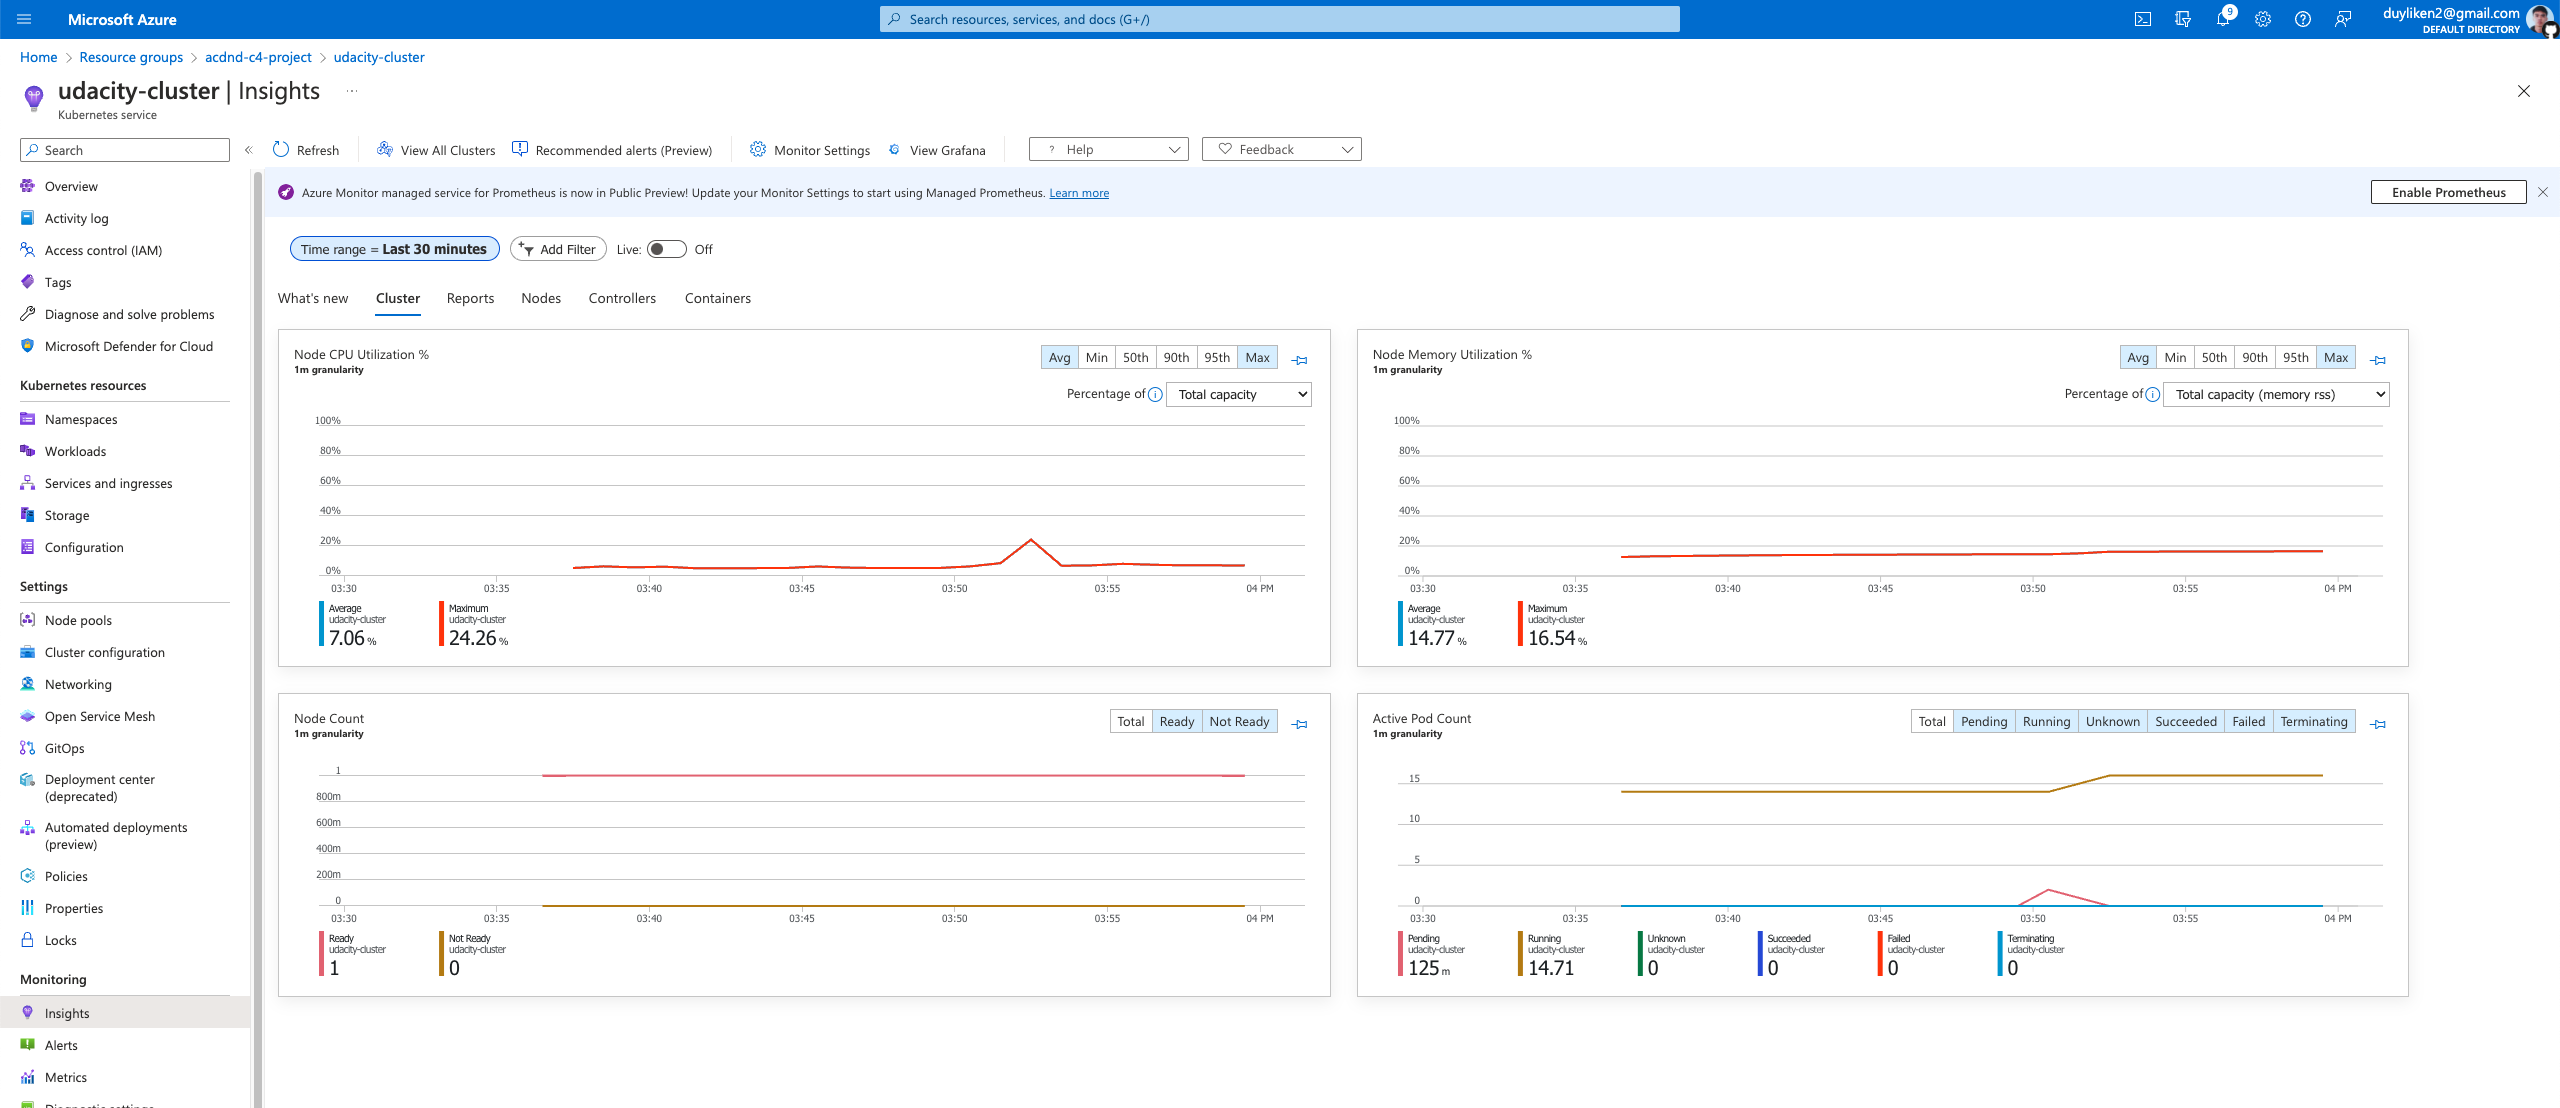 Microsoft Azure
Search resources, services, and docs (G+/)
9
duyliken2@gmail.com
DEFAULT DIRECTORY
Home > Resource groups > acdnd-c4-project > udacity-cluster
udacity-cluster | Insights ...
Kubernetes service
Search
«
Refresh
View All Clusters
Recommended alerts (Preview)
Monitor Settings
View Grafana
? Help
Feedback
Overview
Activity log
Access control (IAM)
Tags
Diagnose and solve problems
Microsoft Defender for Cloud
Kubernetes resources
Namespaces
Workloads
Services and ingresses
Storage
Configuration
Settings
Node pools
Cluster configuration
Networking
Open Service Mesh
GitOps
Deployment center
(deprecated)
Automated deployments
(preview)
Policies
Properties
Locks
Monitoring
Insights
Alerts
Metrics
Azure Monitor managed service for Prometheus is now in Public Preview! Update your Monitor Settings to start using Managed Prometheus. Learn more
Enable Prometheus
Time range = Last 30 minutes
Add Filter
Live: Off
What's new Cluster Reports Nodes Controllers Containers
Node CPU Utilization %
1m granularity
Avg Min 50th 90th 95th Max
Percentage of Total capacity
100%
80%
60%
40%
20%
0%
03:30 03:35 03:40 03:45 03:50 03:55 04 PM
Average
udacity-cluster
7.06 %
Maximum
udacity-cluster
24.26 %
Node Memory Utilization %
1m granularity
Avg Min 50th 90th 95th Max
Percentage of Total capacity (memory rss)
100%
80%
60%
40%
20%
0%
03:30 03:35 03:40 03:45 03:50 03:55 04 PM
Average
udacity-cluster
14.77 %
Maximum
udacity-cluster
16.54 %
Node Count
1m granularity
Total Ready Not Ready
1
800m
600m
400m
200m
0
03:30 03:35 03:40 03:45 03:50 03:55 04 PM
Ready
udacity-cluster
1
Not Ready
udacity-cluster
0
Active Pod Count
1m granularity
Total Pending Running Unknown Succeeded Failed Terminating
15
10
5
0
03:30 03:35 03:40 03:45 03:50 03:55 04 PM
Pending
udacity-cluster
125 m
Running
udacity-cluster
14.71
Unknown
udacity-cluster
0
Succeeded
udacity-cluster
0
Failed
udacity-cluster
0
Terminating
udacity-cluster
0